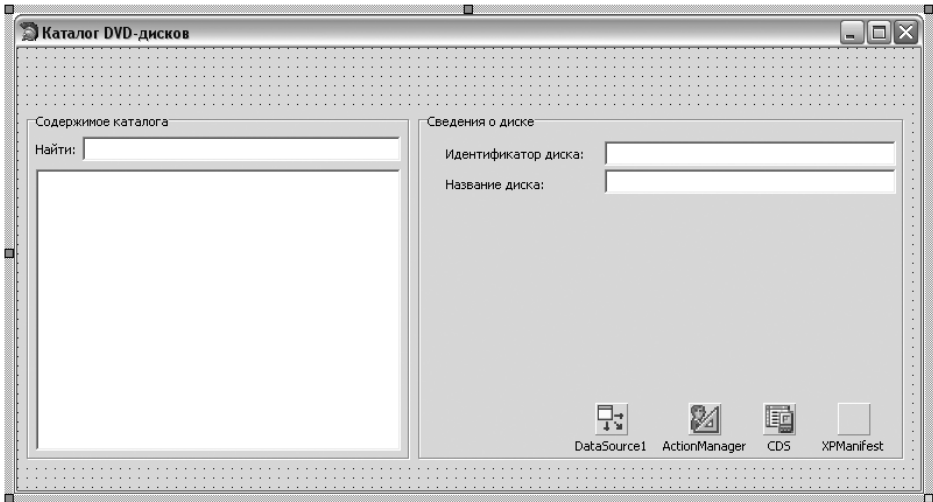 Каталог DVD-дисков
Содержимое каталога
Найти:
Сведения о диске
Идентификатор диска:
Название диска:
DataSource1 ActionManager CDS XPManifest